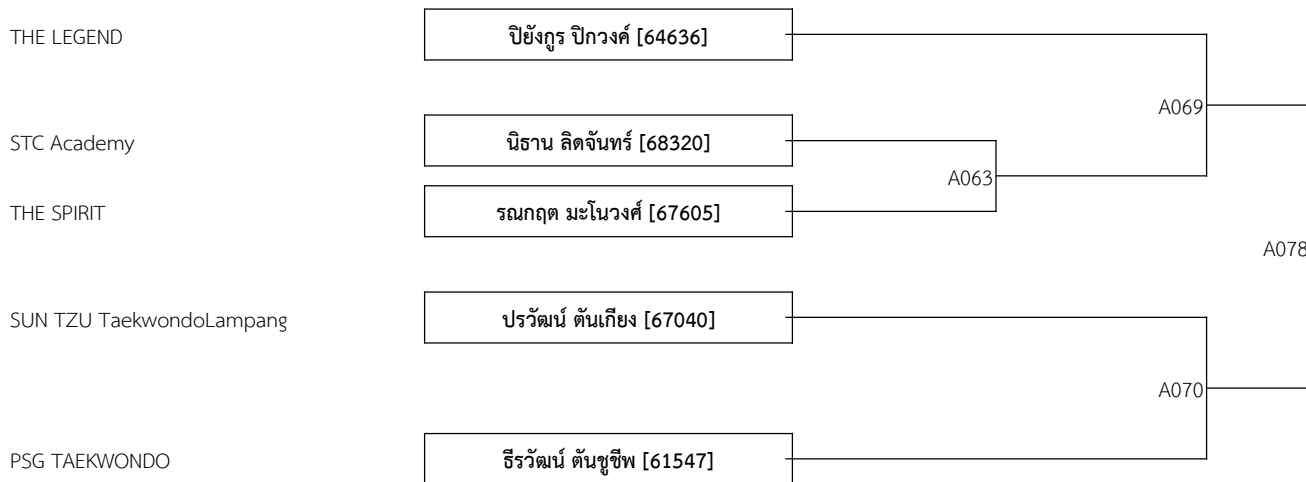 THE LEGEND ปิยังกูร ปิกวงค์ [64636]
A069
STC Academy นิธาน ลิดจันทร์ [68320]
A063
THE SPIRIT รณกฤต มะโนวงศ์ [67605]
A078
SUN TZU TaekwondoLampang ปรวัฒน์ ตันเกียง [67040]
A070
PSG TAEKWONDO ธีรวัฒน์ ตันชูชีพ [61547]